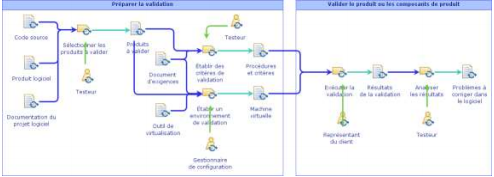 Préparer la validation
Valider le produit ou les composants de produit
Code source
Sélectionner les
produits à valider
Produits
à valider
Testeur
Produit logiciel
Testeur
Document
d'exigences
Établir des
critères de
validation
Procédures
et critères
Exécuter la
validation
Résultats
de la validation
Analyser
les résultats
Problèmes à
corriger dans
le logiciel
Documentation du
projet logiciel
Outil de
virtualisation
Établir un
environnement
de validation
Machine
virtuelle
Représentant
du client
Testeur
Gestionnaire
de configuration